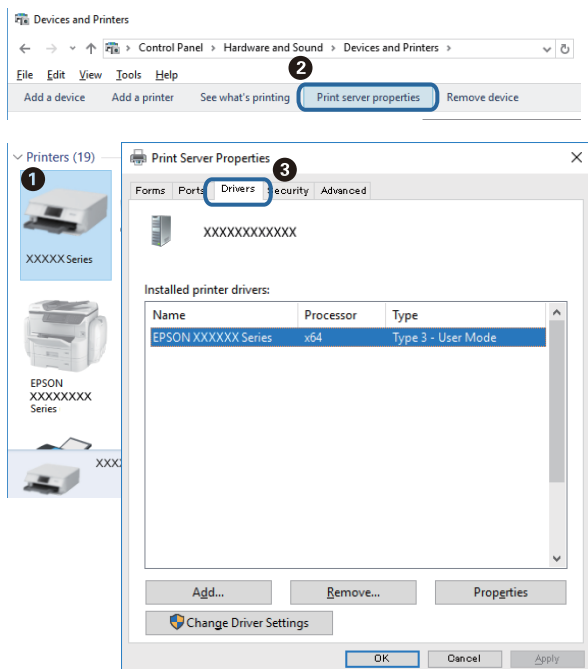 Devices and Printers
Control Panel > Hardware and Sound > Devices and Printers >
File Edit View Tools Help
2
Add a device Add a printer See what's printing Print server properties Remove device
Printers (19)
1
XXXXX Series
EPSON
XXXXXXXX
Series
XXX
Print Server Properties
3
Forms Ports Drivers ecurity Advanced
XXXXXXXXXXXX
Installed printer drivers:
Name Processor Type
EPSON XXXXXX Series x64 Type 3 - User Mode
Add... Remove... Properties
Change Driver Settings
OK Cancel Apply